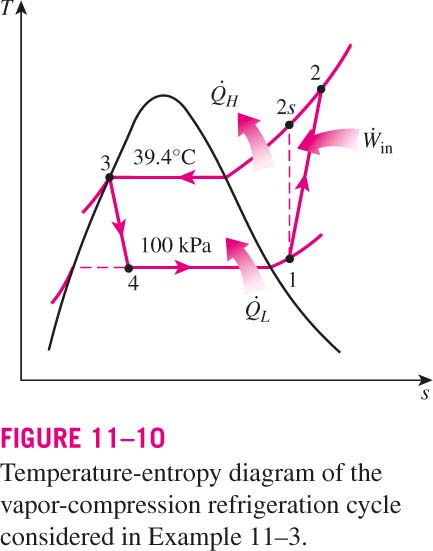 T
2
Q̇H
2s
Ẇin
3
39.4°C
100 kPa
4
1
Q̇L
s
FIGURE 11–10
Temperature-entropy diagram of the
vapor-compression refrigeration cycle
considered in Example 11–3.